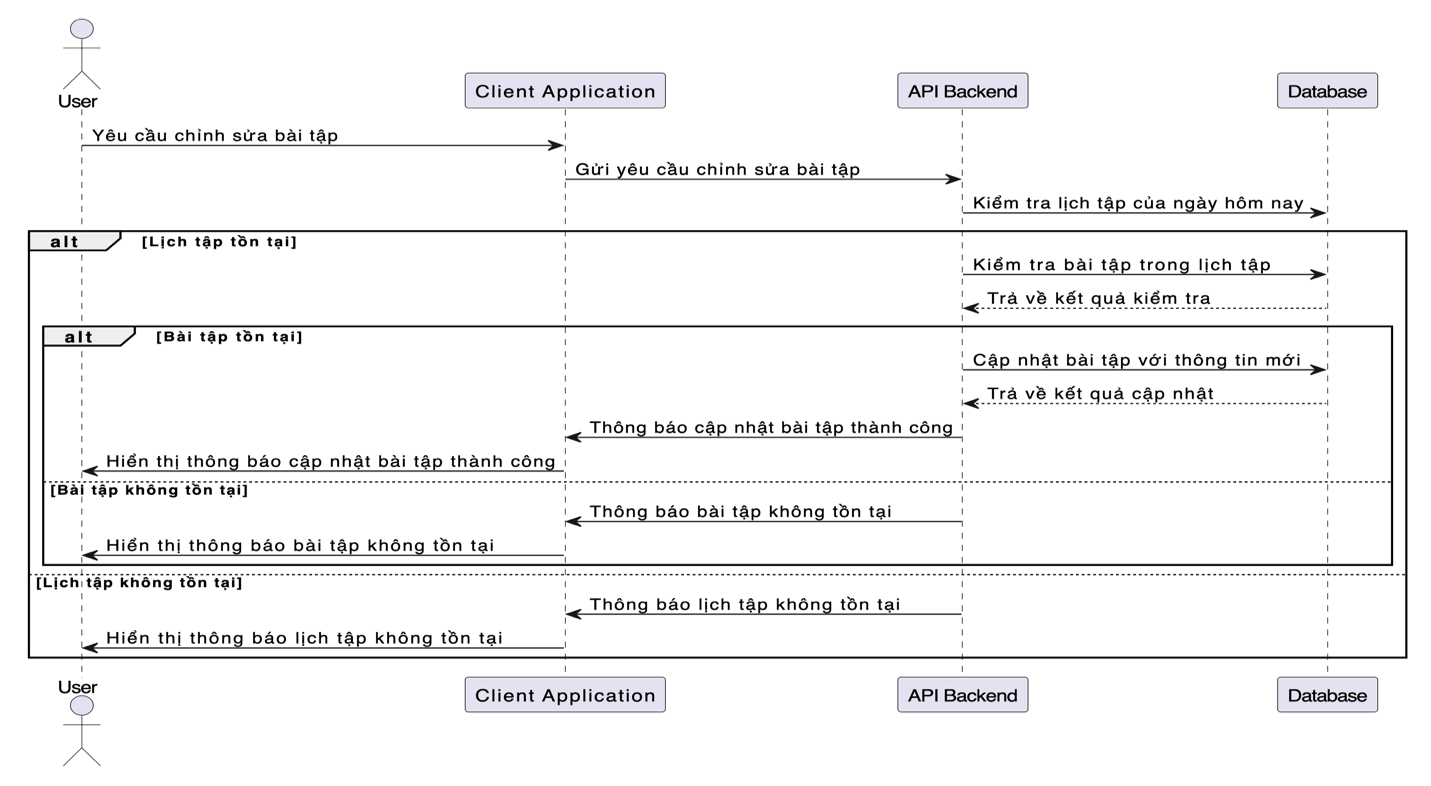 User
Client Application
API Backend
Database
Yêu cầu chỉnh sửa bài tập
Gửi yêu cầu chỉnh sửa bài tập
Kiểm tra lịch tập của ngày hôm nay
alt
[Lịch tập tồn tại]
Kiểm tra bài tập trong lịch tập
Trả về kết quả kiểm tra
alt
[Bài tập tồn tại]
Cập nhật bài tập với thông tin mới
Trả về kết quả cập nhật
Thông báo cập nhật bài tập thành công
Hiển thị thông báo cập nhật bài tập thành công
[Bài tập không tồn tại]
Thông báo bài tập không tồn tại
Hiển thị thông báo bài tập không tồn tại
[Lịch tập không tồn tại]
Thông báo lịch tập không tồn tại
Hiển thị thông báo lịch tập không tồn tại
User
Client Application
API Backend
Database